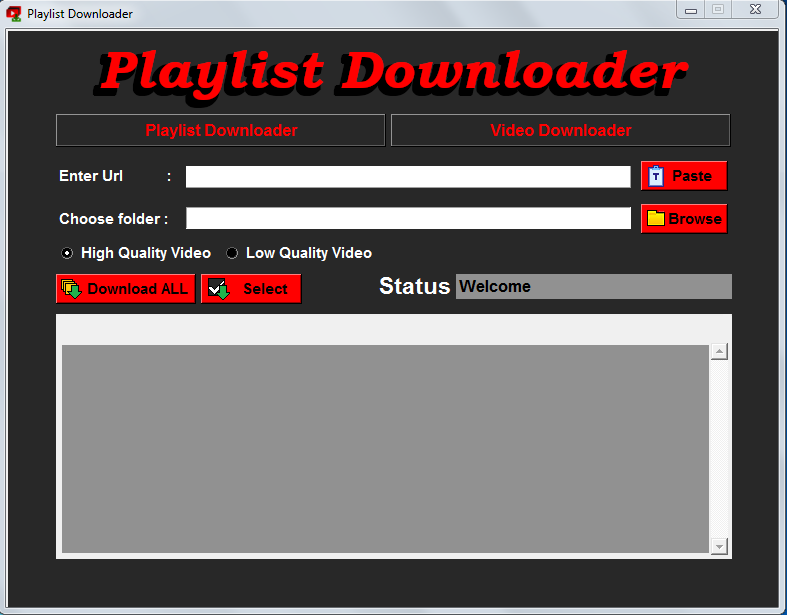 Playlist Downloader
Playlist Downloader
Playlist Downloader Video Downloader
Enter Url : Paste
Choose folder : Browse
High Quality Video Low Quality Video
Download ALL Select Status Welcome